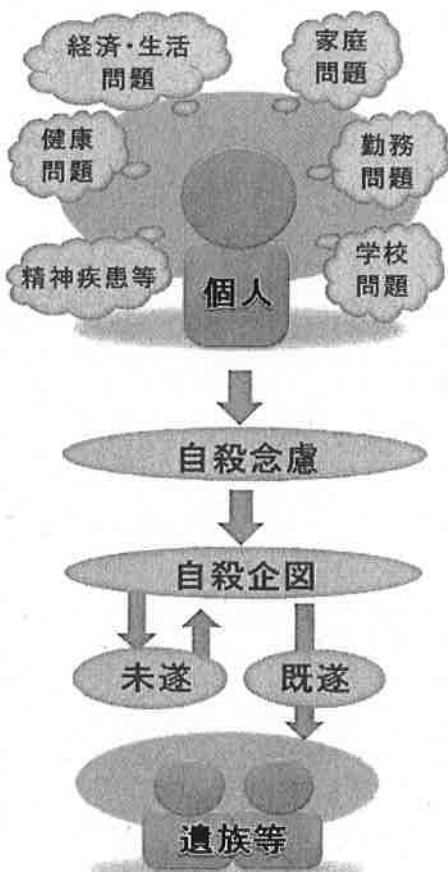 経済・生活
問題
家庭
問題
健康
問題
勤務
問題
精神疾患等
学校
問題
個人
自殺念慮
自殺企図
未遂
既遂
遺族等